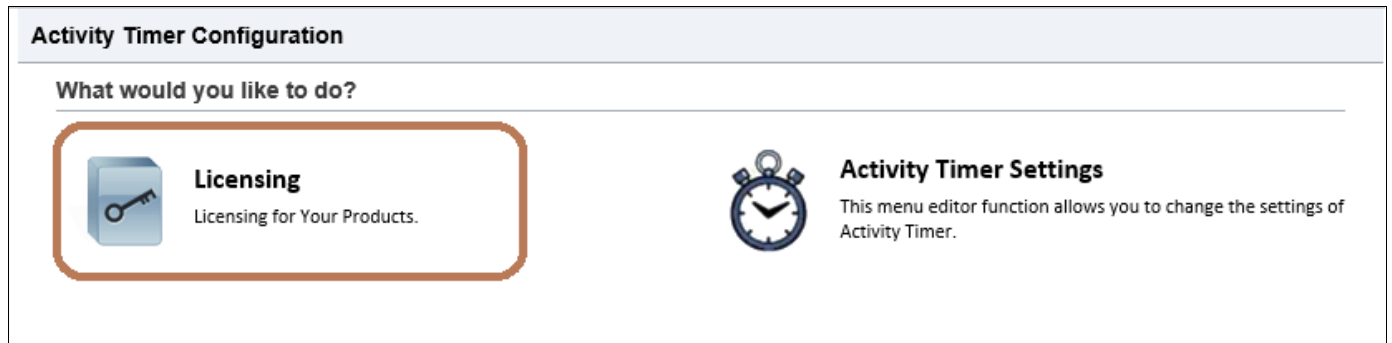 Activity Timer Configuration
What would you like to do?
Licensing
Licensing for Your Products.
Activity Timer Settings
This menu editor function allows you to change the settings of
Activity Timer.